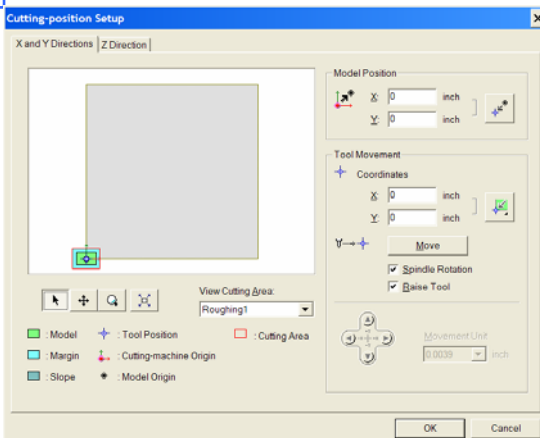 Cutting-position Setup
X and Y Directions
Z Direction
Model Position
X: 0 inch
Y: 0 inch
Tool Movement
Coordinates
X: 0 inch
Y: 0 inch
Move
Spindle Rotation
Raise Tool
View Cutting Area:
Roughing1
: Model
: Tool Position
: Cutting Area
: Margin
: Cutting-machine Origin
: Slope
: Model Origin
Movement Unit
0.0039 inch
OK
Cancel